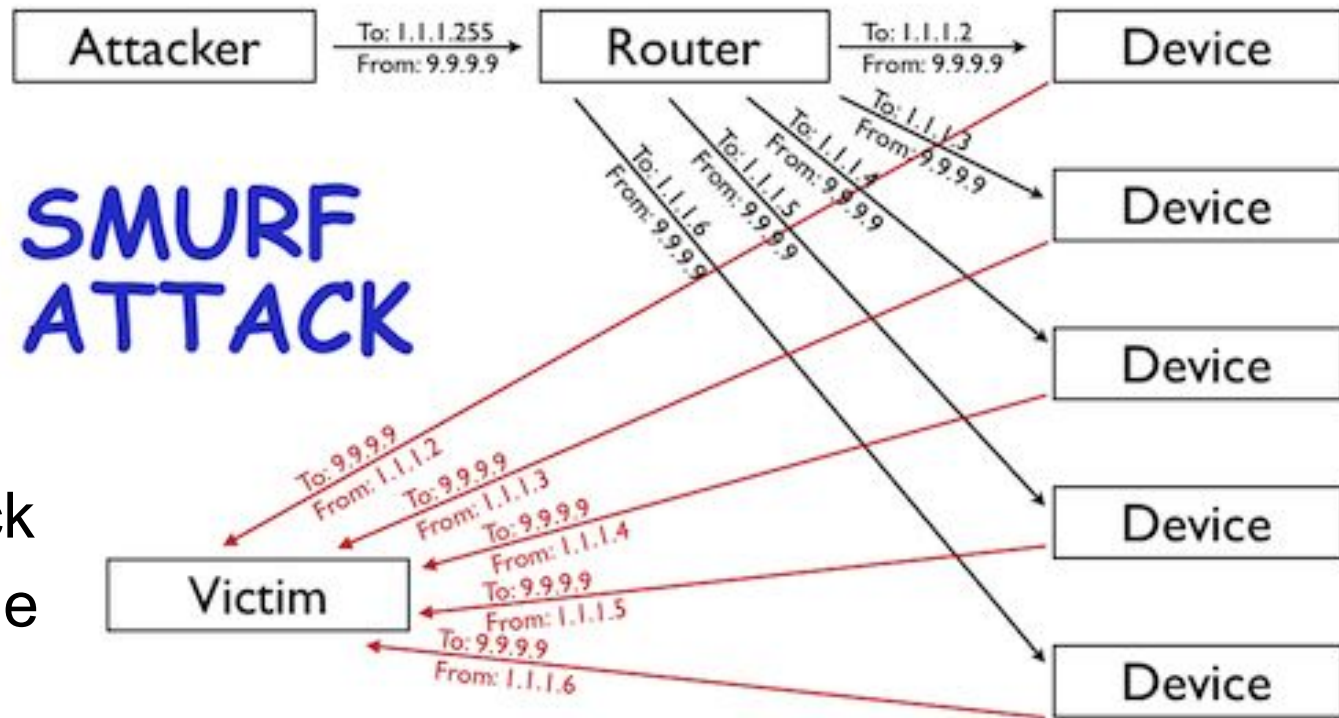 Attacker
To: 1.1.1.255
From: 9.9.9.9
Router
To: 1.1.1.2
From: 9.9.9.9
Device
To: 1.1.1.3
From: 9.9.9.9
To: 1.1.1.4
From: 9.9.9.9
To: 1.1.1.5
From: 9.9.9.9
To: 1.1.1.6
From: 9.9.9.9
Device
SMURF
ATTACK
Device
To: 9.9.9.9
From: 1.1.1.2
To: 9.9.9.9
From: 1.1.1.3
To: 9.9.9.9
From: 1.1.1.4
ck
Device
Victim
e
To: 9.9.9.9
From: 1.1.1.5
To: 9.9.9.9
From: 1.1.1.6
Device